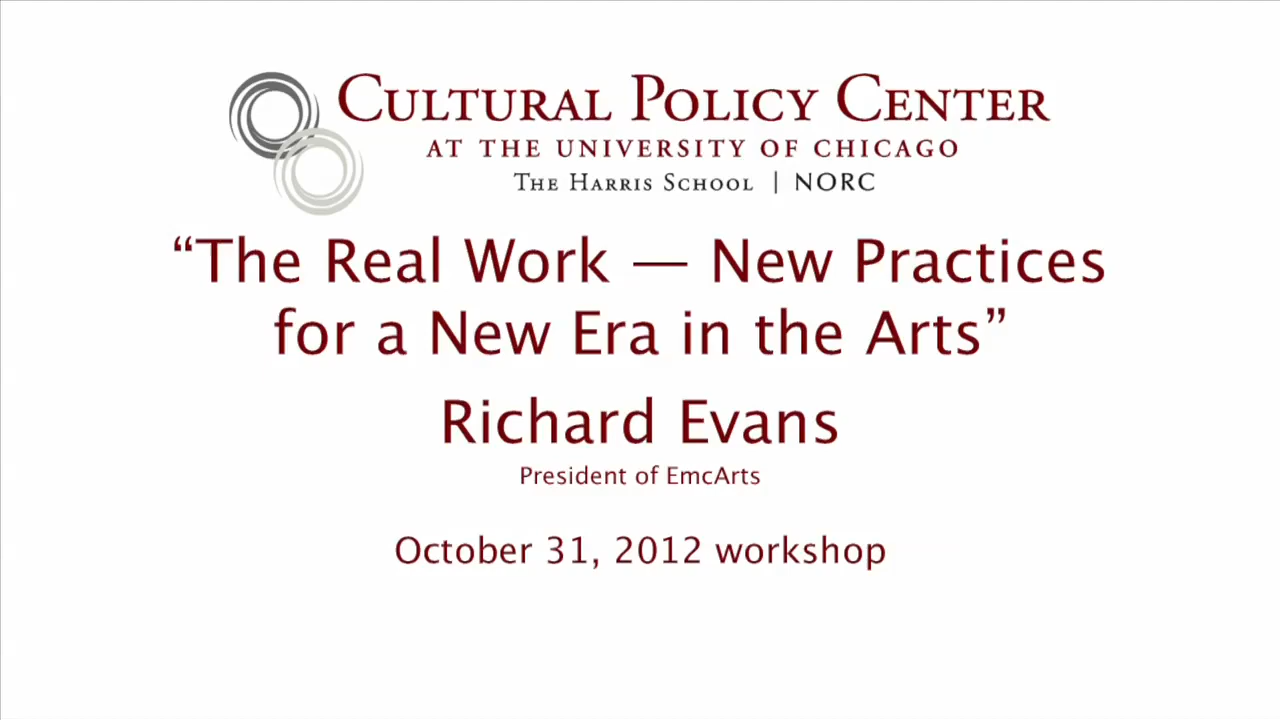 CULTURAL POLICY CENTER
AT THE UNIVERSITY OF CHICAGO
THE HARRIS SCHOOL | NORC
“The Real Work — New Practices
for a New Era in the Arts”
Richard Evans
President of EmcArts
October 31, 2012 workshop